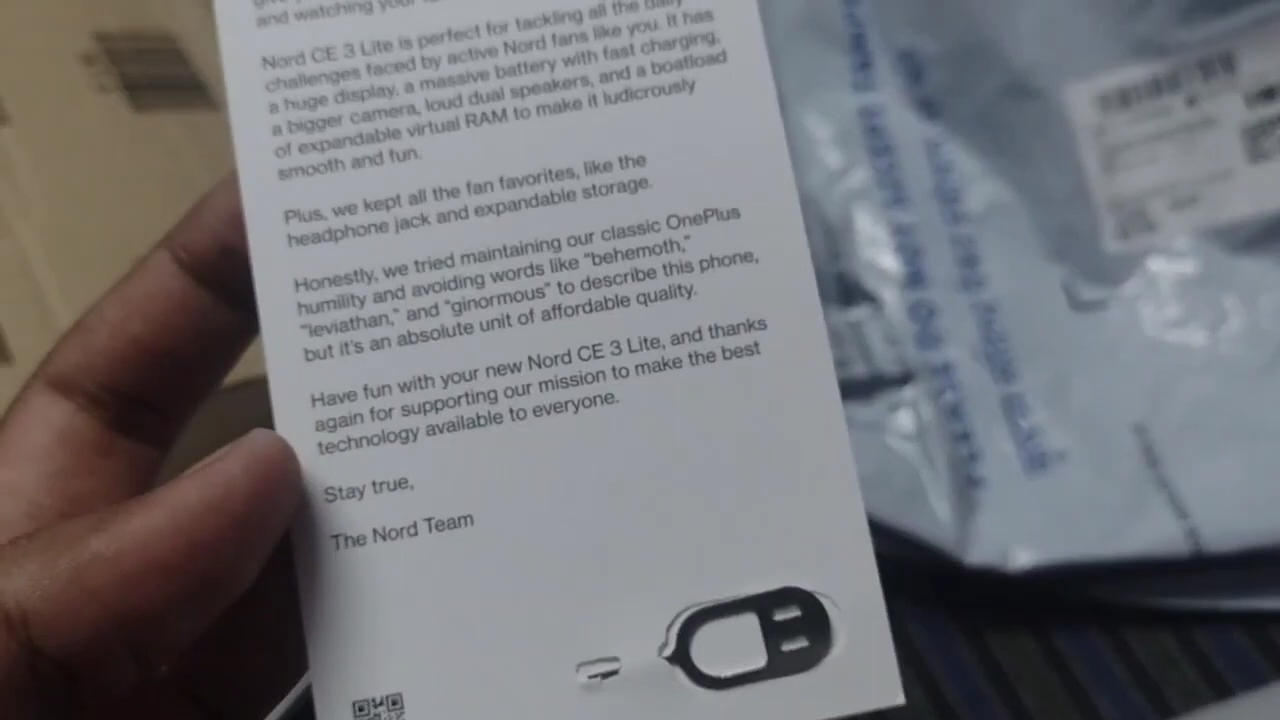 and watching your
Nord CE 3 Lite is perfect for tackling all the daily
challenges faced by active Nord fans like you. It has
a huge display, a massive battery with fast charging,
a bigger camera, loud dual speakers, and a boatload
of expandable virtual RAM to make it ludicrously
smooth and fun.
Plus, we kept all the fan favorites, like the
headphone jack and expandable storage.
Honestly, we tried maintaining our classic OnePlus
humility and avoiding words like “behemoth,”
“leviathan,” and “ginormous” to describe this phone,
but it's an absolute unit of affordable quality.
Have fun with your new Nord CE 3 Lite, and thanks
again for supporting our mission to make the best
technology available to everyone.
Stay true,
The Nord Team